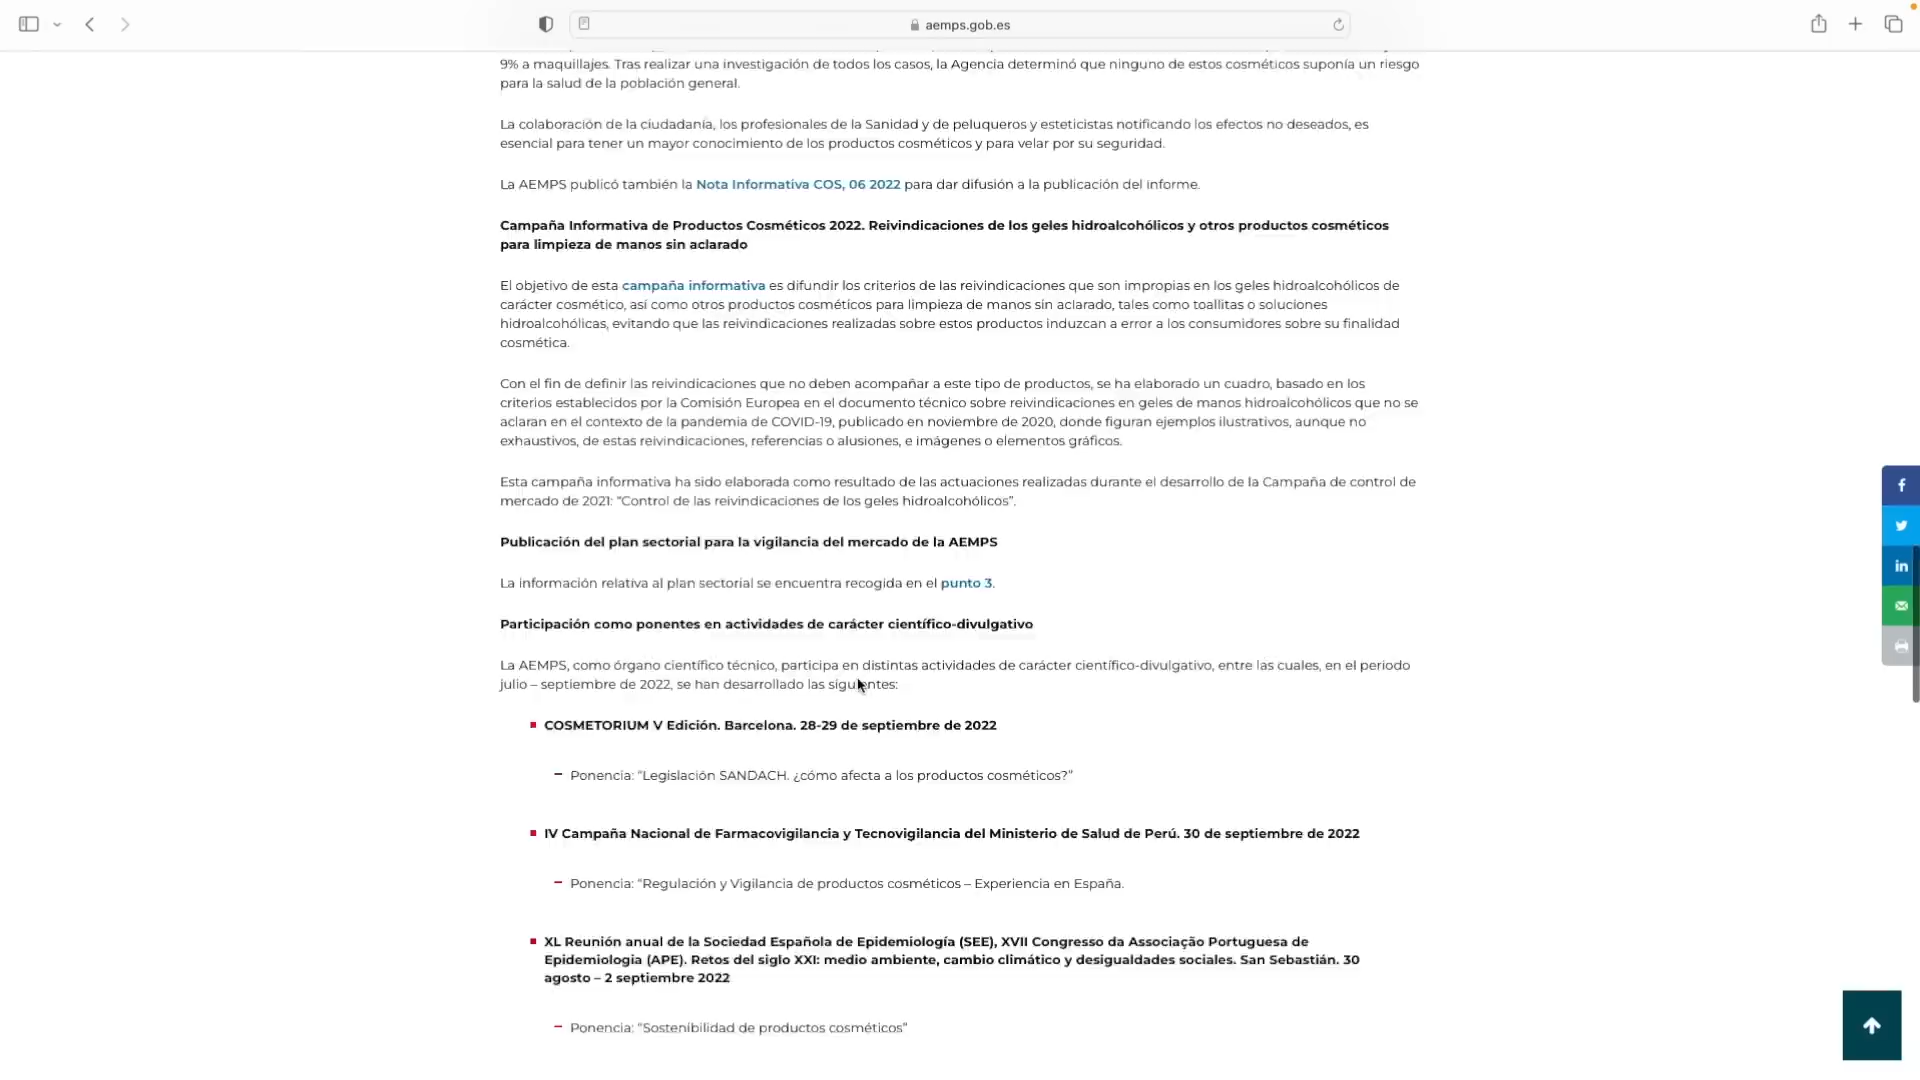 aemps.gob.es
9% a maquillajes. Tras realizar una investigación de todos los casos, la Agencia determinó que ninguno de estos cosméticos suponía un riesgo
para la salud de la población general.
La colaboración de la ciudadanía, los profesionales de la Sanidad y de peluqueros y esteticistas notificando los efectos no deseados, es
esencial para tener un mayor conocimiento de los productos cosméticos y para velar por su seguridad.
La AEMPS publicó también la Nota Informativa COS, 06 2022 para dar difusión a la publicación del informe.
Campaña Informativa de Productos Cosméticos 2022. Reivindicaciones de los geles hidroalcohólicos y otros productos cosméticos
para limpieza de manos sin aclarado
El objetivo de esta campaña informativa es difundir los criterios de las reivindicaciones que son impropias en los geles hidroalcohólicos de
carácter cosmético, así como otros productos cosméticos para limpieza de manos sin aclarado, tales como toallitas o soluciones
hidroalcohólicas, evitando que las reivindicaciones realizadas sobre estos productos induzcan a error a los consumidores sobre su finalidad
cosmética.
Con el fin de definir las reivindicaciones que no deben acompañar a este tipo de productos, se ha elaborado un cuadro, basado en los
criterios establecidos por la Comisión Europea en el documento técnico sobre reivindicaciones en geles de manos hidroalcohólicos que no se
aclaran en el contexto de la pandemia de COVID-19, publicado en noviembre de 2020, donde figuran ejemplos ilustrativos, aunque no
exhaustivos, de estas reivindicaciones, referencias o alusiones, e imágenes o elementos gráficos.
Esta campaña informativa ha sido elaborada como resultado de las actuaciones realizadas durante el desarrollo de la Campaña de control de
mercado de 2021: “Control de las reivindicaciones de los geles hidroalcohólicos”.
Publicación del plan sectorial para la vigilancia del mercado de la AEMPS
La información relativa al plan sectorial se encuentra recogida en el punto 3.
Participación como ponentes en actividades de carácter científico-divulgativo
La AEMPS, como órgano científico técnico, participa en distintas actividades de carácter científico-divulgativo, entre las cuales, en el periodo
julio – septiembre de 2022, se han desarrollado las siguientes:
COSMETORIUM V Edición. Barcelona. 28-29 de septiembre de 2022
– Ponencia: “Legislación SANDACH. ¿cómo afecta a los productos cosméticos?”
IV Campaña Nacional de Farmacovigilancia y Tecnovigilancia del Ministerio de Salud de Perú. 30 de septiembre de 2022
– Ponencia: “Regulación y Vigilancia de productos cosméticos – Experiencia en España.
XL Reunión anual de la Sociedad Española de Epidemiología (SEE), XVII Congresso da Associação Portuguesa de
Epidemiologia (APE). Retos del siglo XXI: medio ambiente, cambio climático y desigualdades sociales. San Sebastián. 30
agosto – 2 septiembre 2022
– Ponencia: “Sostenibilidad de productos cosméticos”